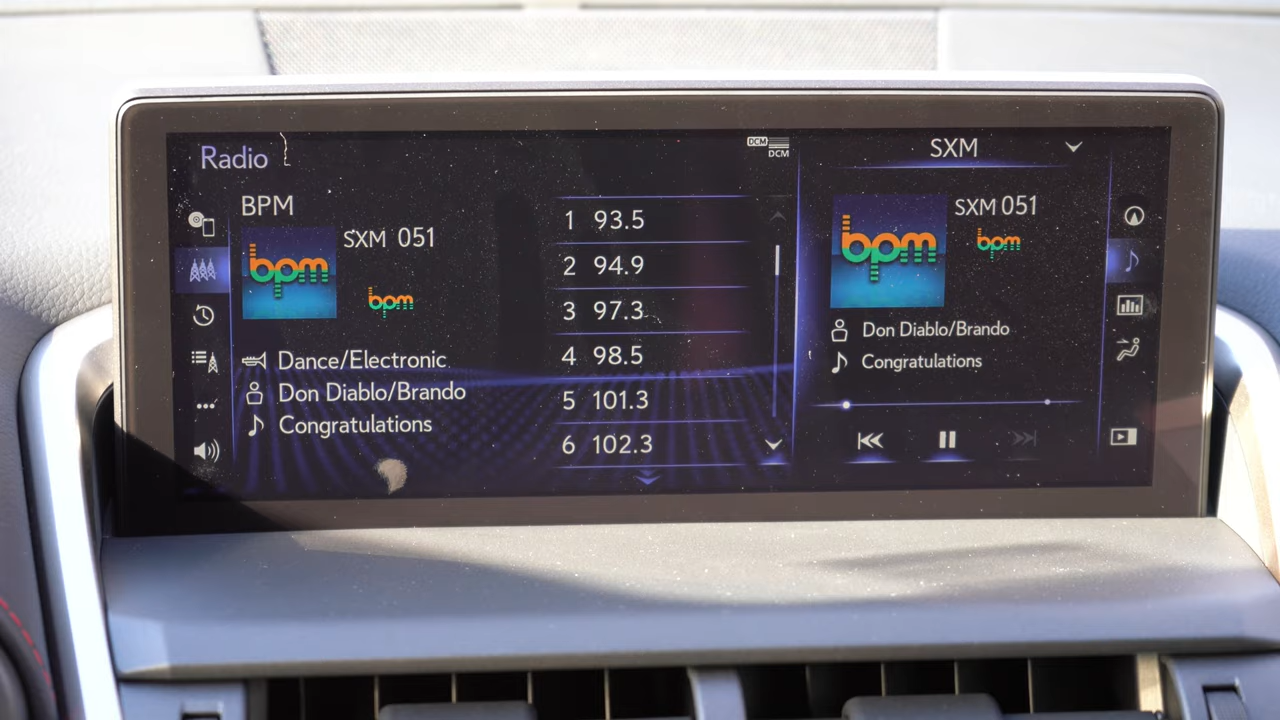 Radio
BPM
bpm
SXM 051
bpm
Dance/Electronic
Don Diablo/Brando
Congratulations
DCM
DCM
1 93.5
2 94.9
3 97.3
4 98.5
5 101.3
6 102.3
SXM
bpm
SXM 051
bpm
Don Diablo/Brando
Congratulations